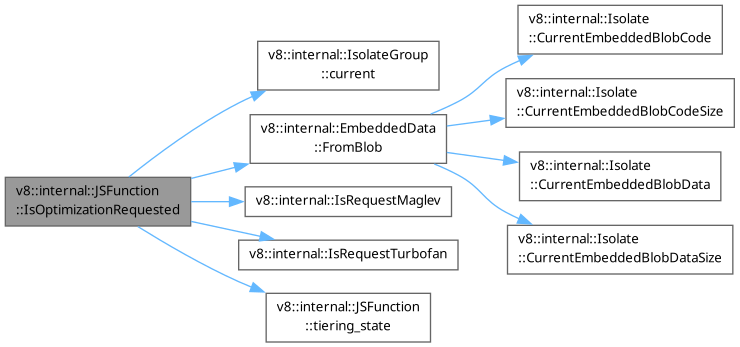 v8::internal::JSFunction
::IsOptimizationRequested
v8::internal::IsolateGroup
::current
v8::internal::EmbeddedData
::FromBlob
v8::internal::IsRequestMaglev
v8::internal::IsRequestTurbofan
v8::internal::JSFunction
::tiering_state
v8::internal::Isolate
::CurrentEmbeddedBlobCode
v8::internal::Isolate
::CurrentEmbeddedBlobCodeSize
v8::internal::Isolate
::CurrentEmbeddedBlobData
v8::internal::Isolate
::CurrentEmbeddedBlobDataSize